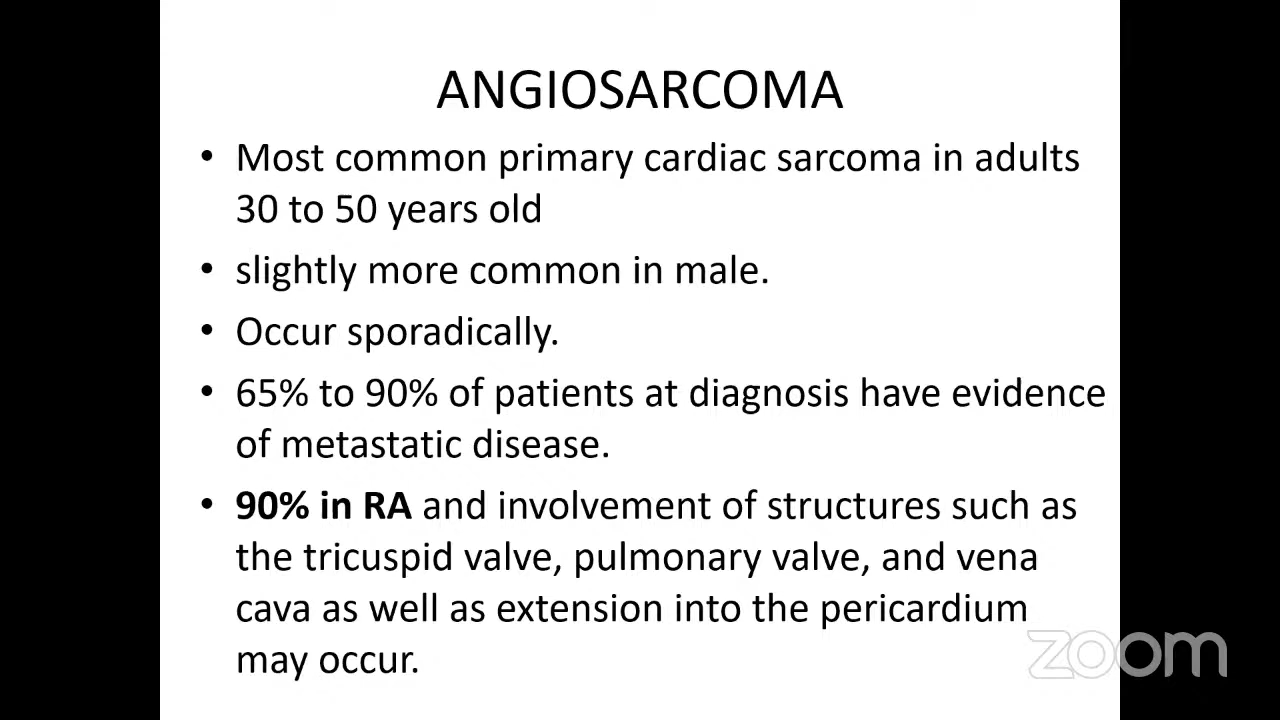 ANGIOSARCOMA
• Most common primary cardiac sarcoma in adults
30 to 50 years old
• slightly more common in male.
• Occur sporadically.
• 65% to 90% of patients at diagnosis have evidence
of metastatic disease.
• 90% in RA and involvement of structures such as
the tricuspid valve, pulmonary valve, and vena
cava as well as extension into the pericardium
may occur.
zoom